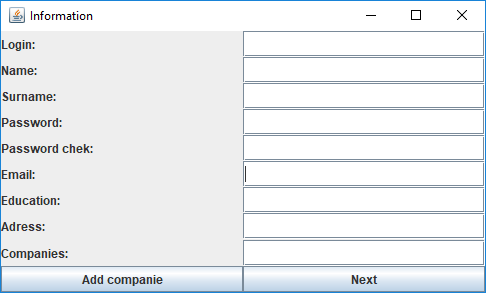 Information
Login:
Name:
Surname:
Password:
Password chek:
Email:
Education:
Adress:
Companies:
Add companie Next